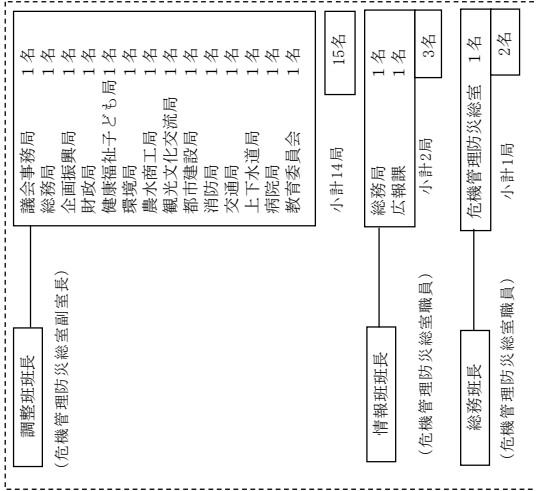 調整班班長
(危機管理防災総室副室長)
議会事務局 1名
総務局 1名
企画振興局 1名
財政局 1名
健康福祉子ども局 1名
環境局 1名
農水商工局 1名
観光文化交流局 1名
都市建設局 1名
消防局 1名
交通局 1名
上下水道局 1名
病院局 1名
教育委員会 1名
小計14局 15名
情報班班長
(危機管理防災総室職員)
総務局 1名
広報課 1名
小計2局 3名
総務班長
(危機管理防災総室職員)
危機管理防災総室 1名
小計1局 2名